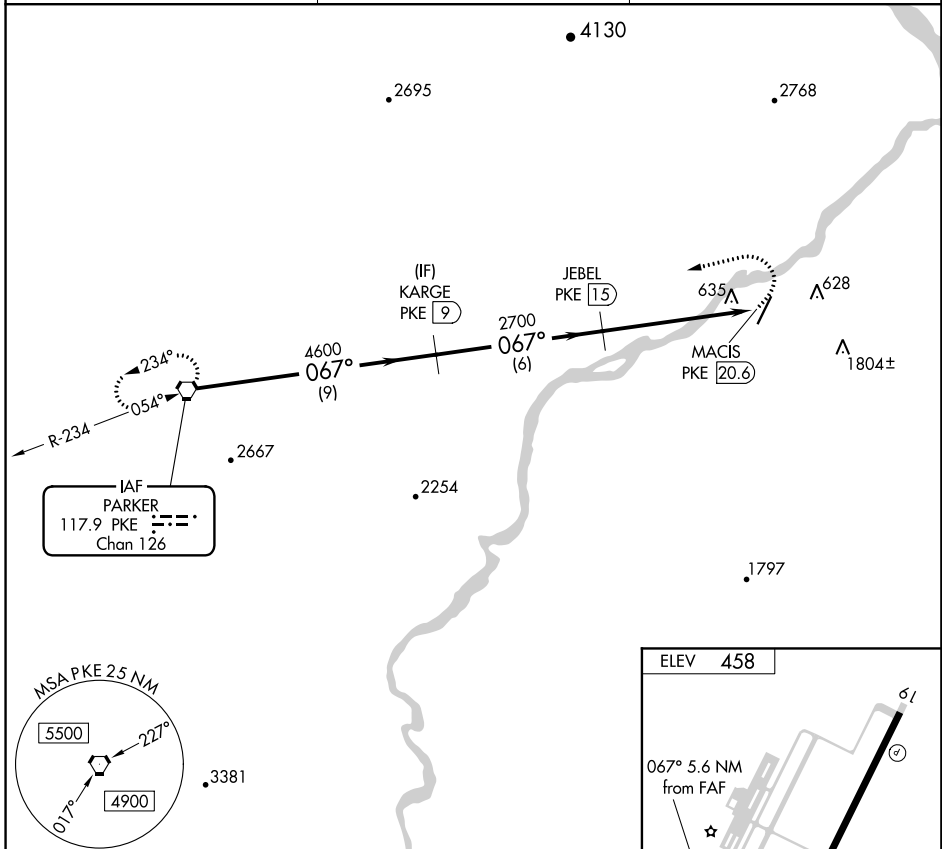 4130
2695
2768
(IF)
KARGE
PKE 9
JEBEL
PKE 15
635
628
2700
067°
(6)
4600
067°
(9)
MACIS
PKE 20.6
1804±
234°
054°
R-234
2667
2254
IAF
PARKER
117.9 PKE
Chan 126
1797
MSA PKE 25 NM
5500
227°
4900
017°
3381
ELEV 458
19
P
067° 5.6 NM
from FAF